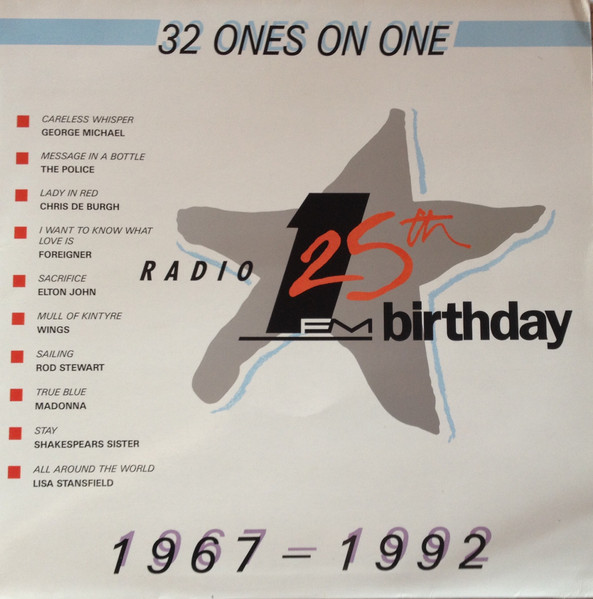 32 ONES ON ONE
CARELESS WHISPER
GEORGE MICHAEL
MESSAGE IN A BOTTLE
THE POLICE
LADY IN RED
CHRIS DE BURGH
I WANT TO KNOW WHAT
LOVE IS
FOREIGNER
SACRIFICE
ELTON JOHN
MULL OF KINTYRE
WINGS
SAILING
ROD STEWART
TRUE BLUE
MADONNA
STAY
SHAKESPEARS SISTER
ALL AROUND THE WORLD
LISA STANSFIELD
RADIO 1 25th
FM birthday
1967 – 1992